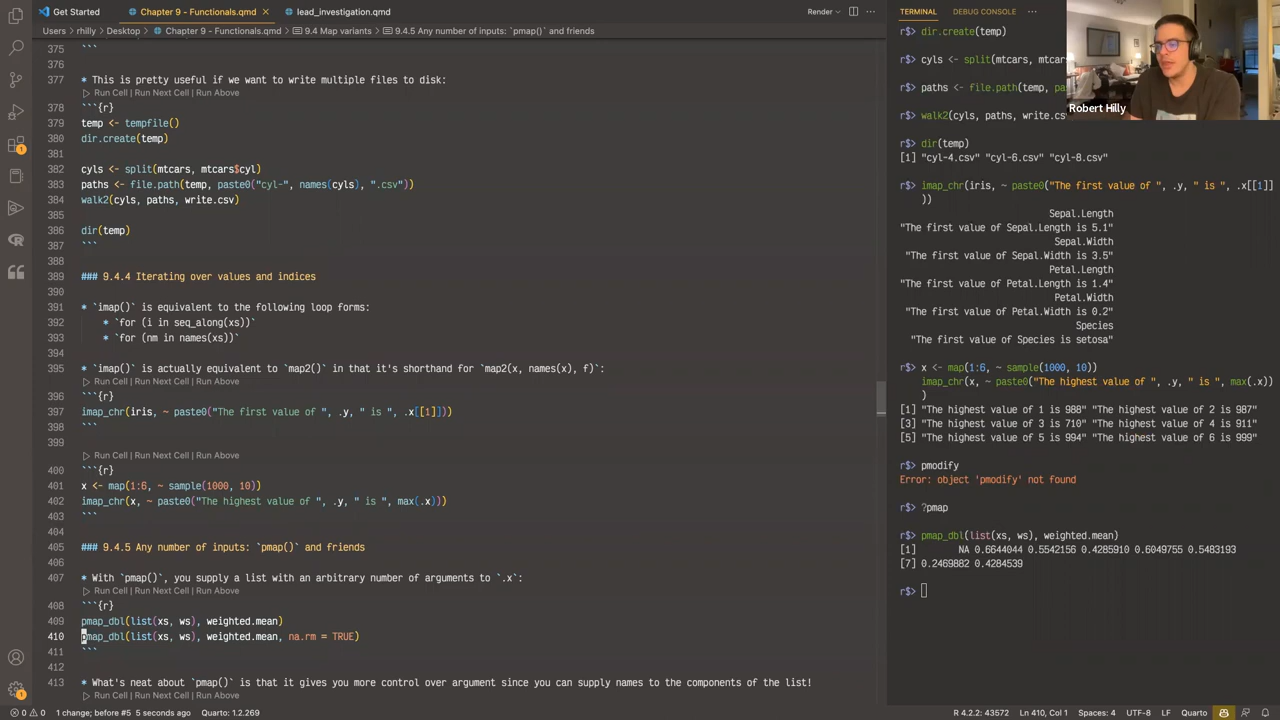 Get Started
Chapter 9 - Functionals.qmd ×
lead_investigation.qmd
Render
Users > rhilly > Desktop > Chapter 9 - Functionals.qmd > 9.4 Map variants > 9.4.5 Any number of inputs: `pmap()` and friends
375 ```
376
377 * This is pretty useful if we want to write multiple files to disk:
Run Cell | Run Next Cell | Run Above
378 ```{r}
379 temp <- tempfile()
380 dir.create(temp)
381
382 cyls <- split(mtcars, mtcars$cyl)
383 paths <- file.path(temp, paste0("cyl-", names(cyls), ".csv"))
384 walk2(cyls, paths, write.csv)
385
386 dir(temp)
387 ```
388
389 ### 9.4.4 Iterating over values and indices
390
391 * `imap()` is equivalent to the following loop forms:
392 * `for (i in seq_along(xs))`
393 * `for (nm in names(xs))`
394
395 * `imap()` is actually equivalent to `map2()` in that it's shorthand for `map2(x, names(x), f)`:
Run Cell | Run Next Cell | Run Above
396 ```{r}
397 imap_chr(iris, ~ paste0("The first value of ", .y, " is ", .x[[1]]))
398 ```
399
Run Cell | Run Next Cell | Run Above
400 ```{r}
401 x <- map(1:6, ~ sample(1000, 10))
402 imap_chr(x, ~ paste0("The highest value of ", .y, " is ", max(.x)))
403 ```
404
405 ### 9.4.5 Any number of inputs: `pmap()` and friends
406
407 * With `pmap()`, you supply a list with an arbitrary number of arguments to `.x`:
Run Cell | Run Next Cell | Run Above
408 ```{r}
409 pmap_dbl(list(xs, ws), weighted.mean)
410 pmap_dbl(list(xs, ws), weighted.mean, na.rm = TRUE)
411 ```
412
413 * What's neat about `pmap()` is that it gives you more control over argument since you can supply names to the components of the list!
Run Cell | Run Next Cell | Run Above
TERMINAL
DEBUG CONSOLE
r$> dir.create(temp)
r$> cyls <- split(mtcars, mtcars
r$> paths <- file.path(temp, pa
r$> walk2(cyls, paths, write.cs
r$> dir(temp)
[1] "cyl-4.csv" "cyl-6.csv" "cyl-8.csv"
r$> imap_chr(iris, ~ paste0("The first value of ", .y, " is ", .x[[1]]
))
Sepal.Length
"The first value of Sepal.Length is 5.1"
Sepal.Width
"The first value of Sepal.Width is 3.5"
Petal.Length
"The first value of Petal.Length is 1.4"
Petal.Width
"The first value of Petal.Width is 0.2"
Species
"The first value of Species is setosa"
r$> x <- map(1:6, ~ sample(1000, 10))
imap_chr(x, ~ paste0("The highest value of ", .y, " is ", max(.x))
)
[1] "The highest value of 1 is 988" "The highest value of 2 is 987"
[3] "The highest value of 3 is 710" "The highest value of 4 is 911"
[5] "The highest value of 5 is 994" "The highest value of 6 is 999"
r$> pmodify
Error: object 'pmodify' not found
r$> ?pmap
r$> pmap_dbl(list(xs, ws), weighted.mean)
[1] NA 0.6644044 0.5542156 0.4285910 0.6049755 0.5483193
[7] 0.2469882 0.4284539
r$>
Robert Hilly
0 0 1 change; before #5 5 seconds ago Quarto: 1.2.269
R 4.2.2: 43572 Ln 410, Col 1 Spaces: 4 UTF-8 LF Quarto